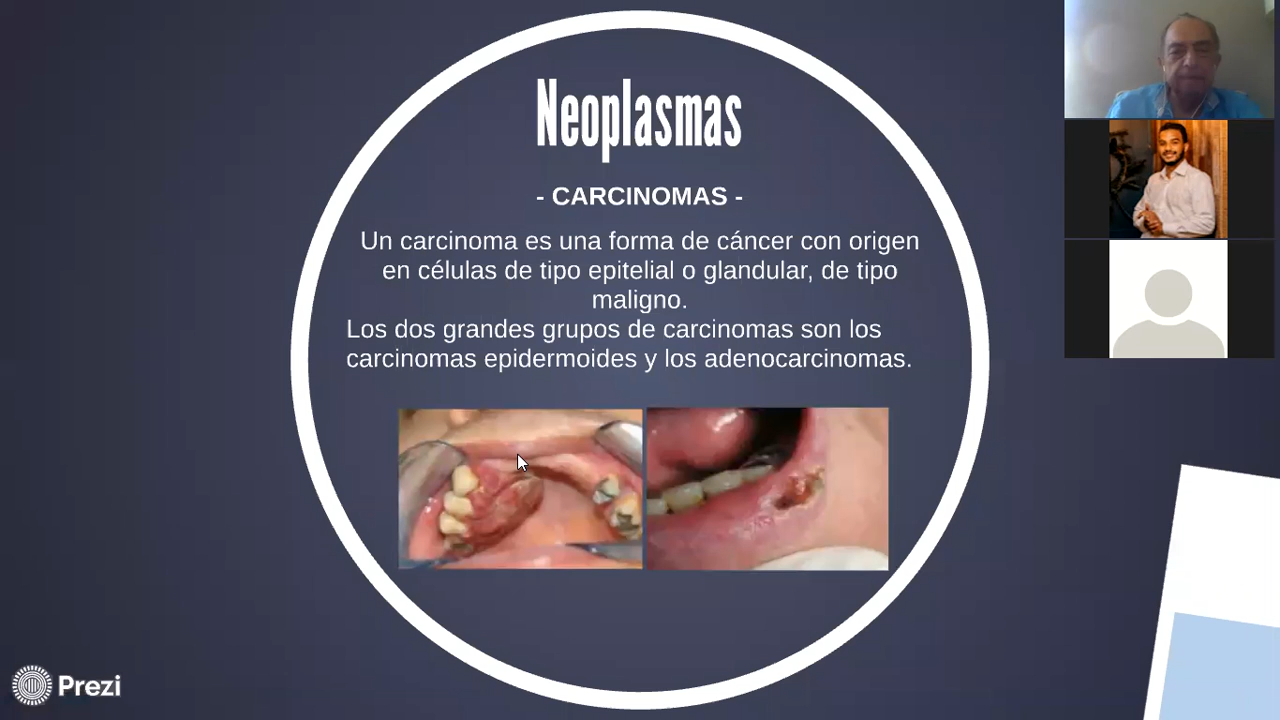 Neoplasmas
- CARCINOMAS -
Un carcinoma es una forma de cáncer con origen
en células de tipo epitelial o glandular, de tipo
maligno.
Los dos grandes grupos de carcinomas son los
carcinomas epidermoides y los adenocarcinomas.
Prezi